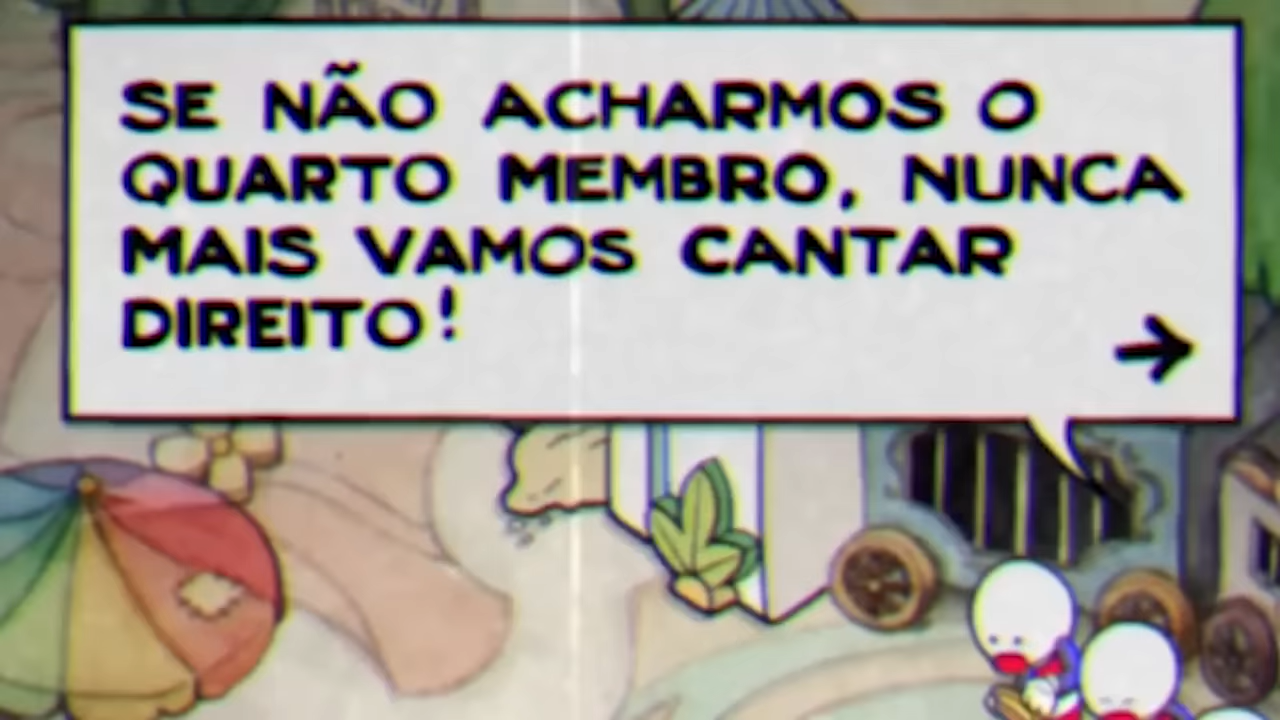 SE NÃO ACHARMOS O
QUARTO MEMBRO, NUNCA
MAIS VAMOS CANTAR
DIREITO!